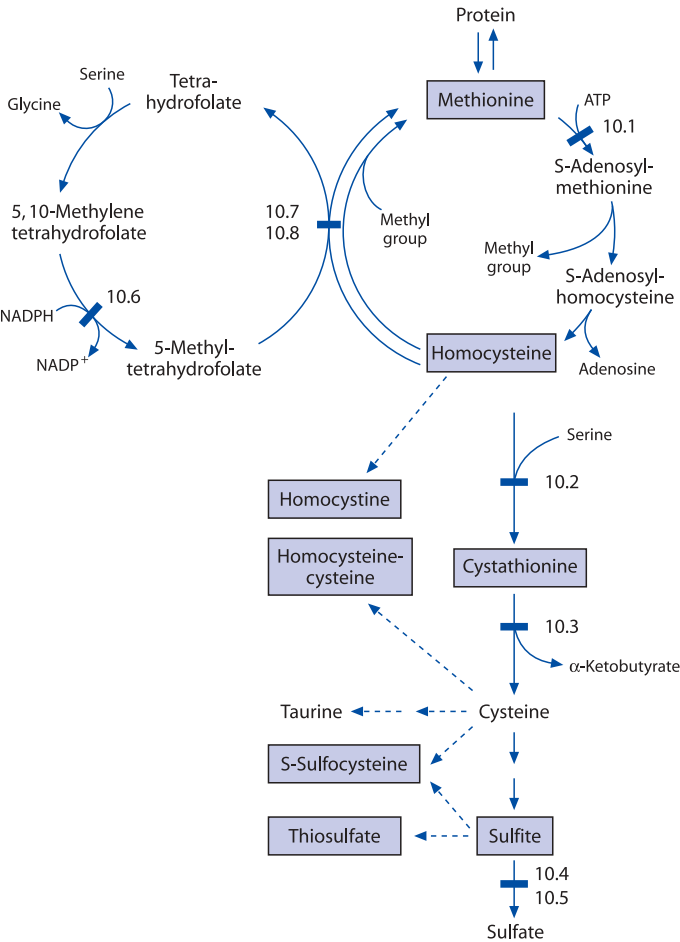 Protein
Methionine
ATP
10.1
S-Adenosyl-
methionine
Methyl
group
S-Adenosyl-
homocysteine
Adenosine
Homocysteine
Methyl
group
10.7
10.8
Tetra-
hydrofolate
Serine
Glycine
5, 10-Methylene
tetrahydrofolate
10.6
NADPH
NADP+
5-Methyl-
tetrahydrofolate
Homocystine
Serine
10.2
Homocysteine-
cysteine
Cystathionine
10.3
α-Ketobutyrate
Taurine
Cysteine
S-Sulfocysteine
Thiosulfate
Sulfite
10.4
10.5
Sulfate